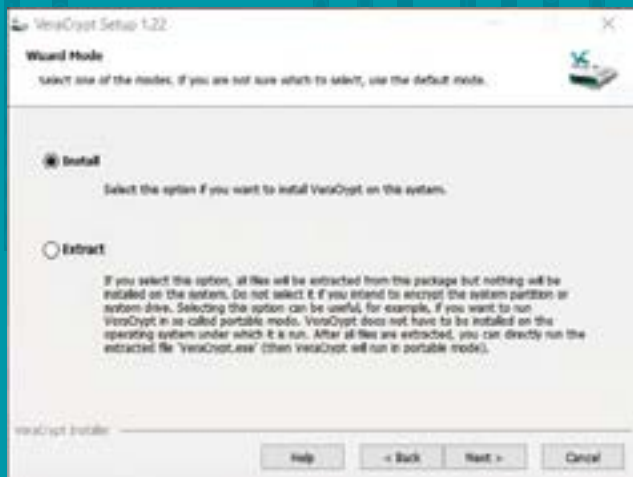 VeraCrypt Setup 1.22
Wizard Mode
Select one of the modes. If you are not sure which to select, use the default mode.
Install
Select this option if you want to install VeraCrypt on this system.
Extract
If you select this option, all files will be extracted from this package but nothing will be
installed on the system. Do not select it if you intend to encrypt the system partition or
system drive. Selecting this option can be useful, for example, if you want to run
VeraCrypt in so called portable mode. VeraCrypt does not have to be installed on the
operating system under which it is run. After all files are extracted, you can directly run the
extracted file 'VeraCrypt.exe' (then VeraCrypt will run in portable mode).
VeraCrypt Installer
Help
< Back
Next >
Cancel